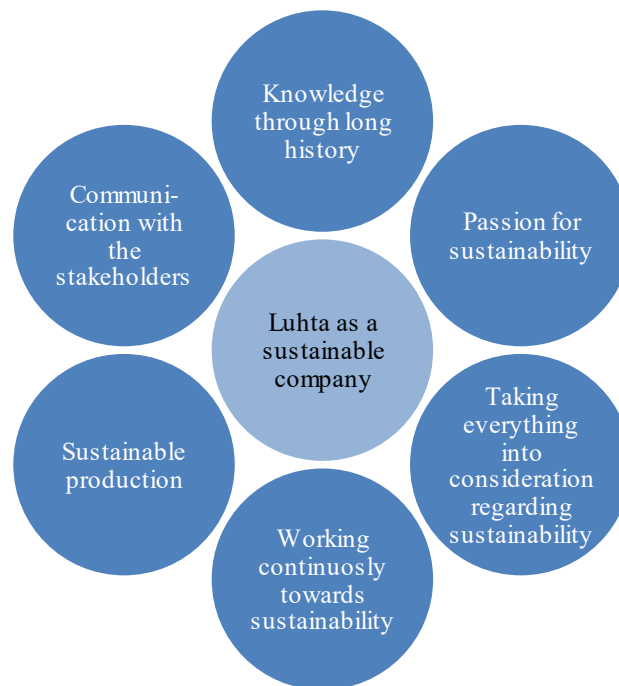 Knowledge
through long
history
Passion for
sustainability
Taking
everything
into
consideration
regarding
sustainability
Working
continuosly
towards
sustainability
Sustainable
production
Communi-
cation with
the
stakeholders
Luhta as a
sustainable
company